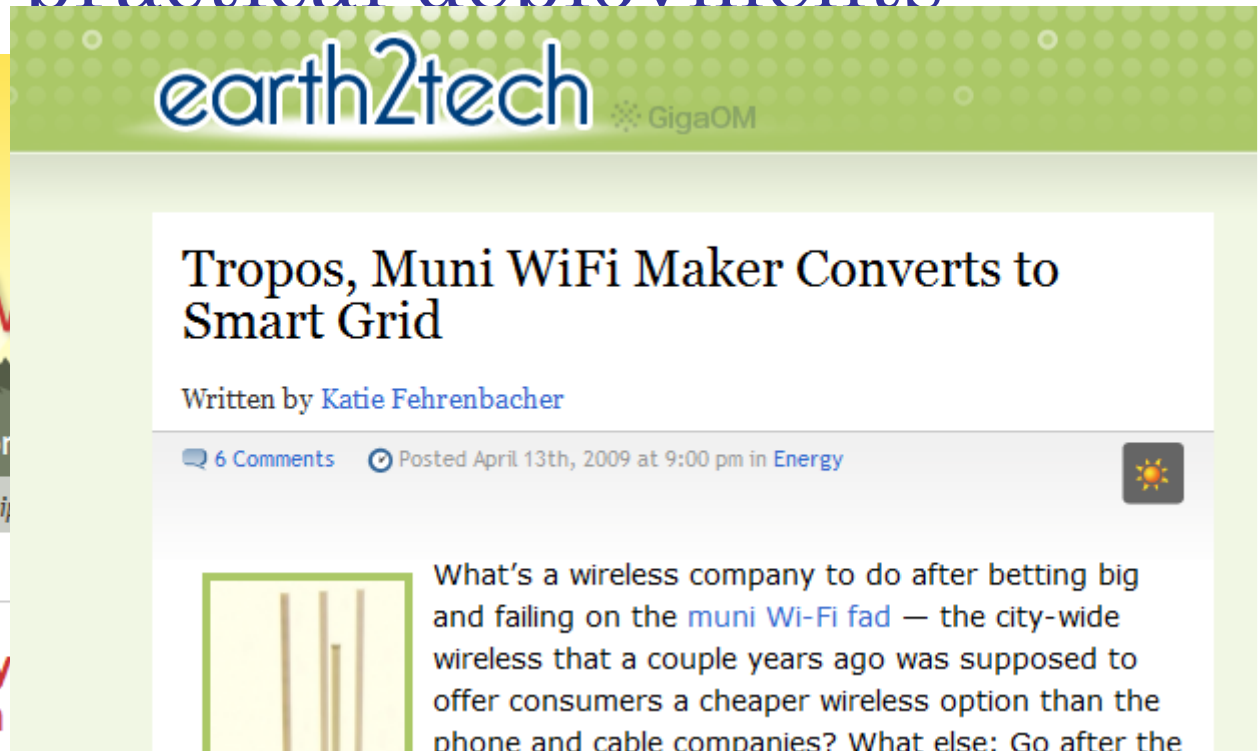 practical deployments
earth2tech
GigaOM
Tropos, Muni WiFi Maker Converts to
Smart Grid
Written by Katie Fehrenbacher
6 Comments Posted April 13th, 2009 at 9:00 pm in Energy
What's a wireless company to do after betting big
and failing on the muni Wi-Fi fad — the city-wide
wireless that a couple years ago was supposed to
offer consumers a cheaper wireless option than the
phone and cable companies? What else: Go after the